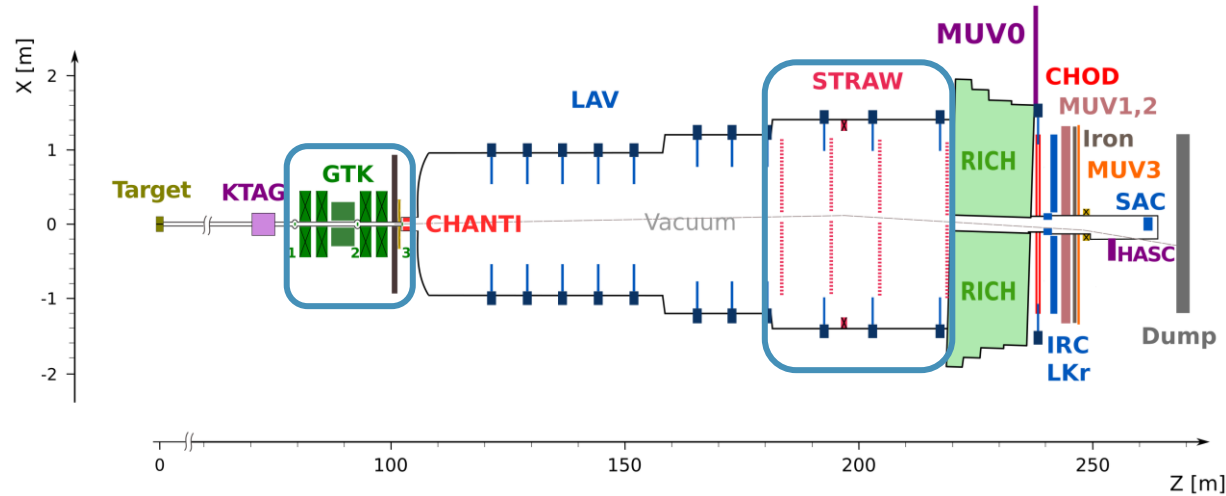 X [m]
2
1
0
-1
-2
Target
KTAG
GTK
1
2
3
CHANTI
LAV
Vacuum
STRAW
RICH
RICH
MUV0
CHOD
MUV1,2
Iron
MUV3
SAC
HASC
IRC
LKr
Dump
0
100
150
200
250
Z [m]